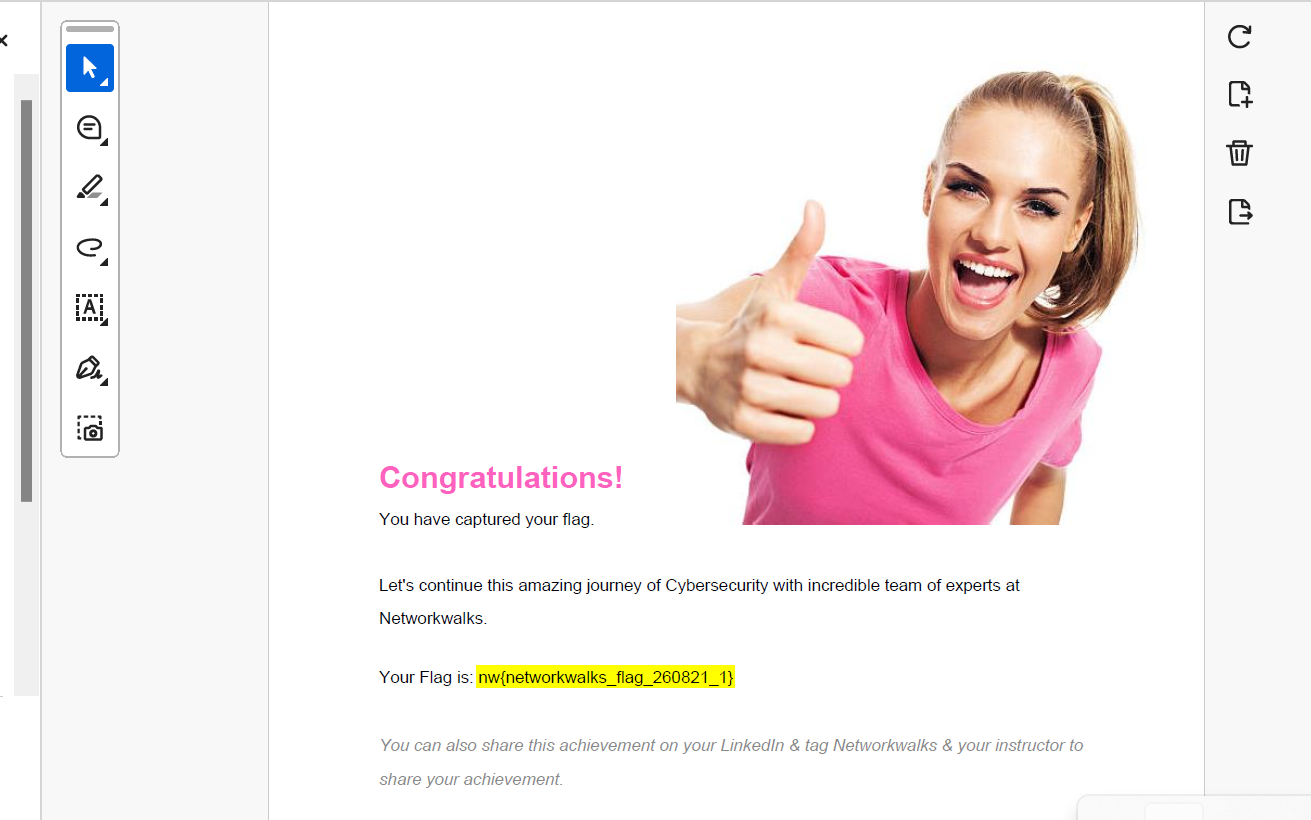 Congratulations!
You have captured your flag.
Let's continue this amazing journey of Cybersecurity with incredible team of experts at
Networkwalks.
Your Flag is: nw{networkwalks_flag_260821_1}
You can also share this achievement on your LinkedIn & tag Networkwalks & your instructor to
share your achievement.